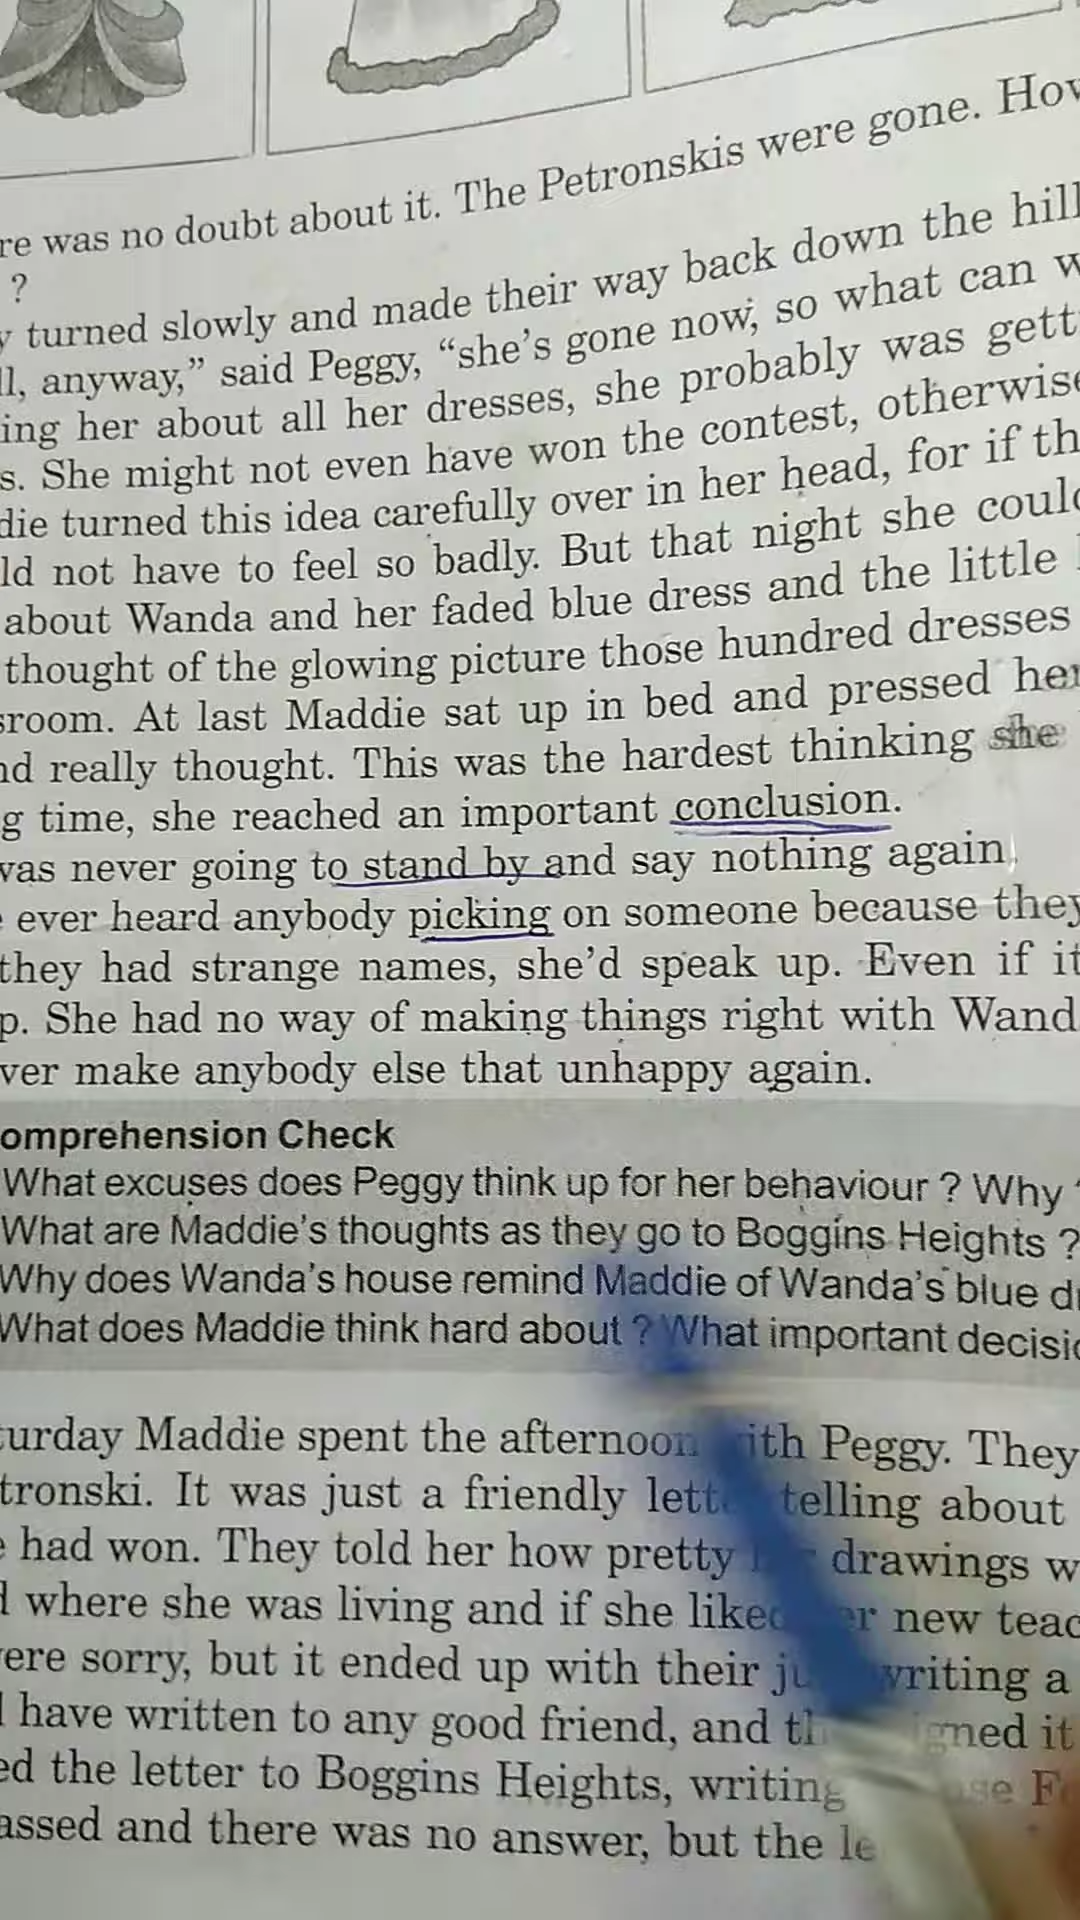 re was no doubt about it. The Petronskis were gone. How
?
y turned slowly and made their way back down the hill
ll, anyway,” said Peggy, “she’s gone now, so what can w
ing her about all her dresses, she probably was gett
s. She might not even have won the contest, otherwise
die turned this idea carefully over in her head, for if th
ld not have to feel so badly. But that night she could
about Wanda and her faded blue dress and the little
thought of the glowing picture those hundred dresses
sroom. At last Maddie sat up in bed and pressed her
nd really thought. This was the hardest thinking she
g time, she reached an important conclusion.
was never going to stand by and say nothing again.
ever heard anybody picking on someone because they
they had strange names, she’d speak up. Even if it
p. She had no way of making things right with Wand
ver make anybody else that unhappy again.
omprehension Check
What excuses does Peggy think up for her behaviour ? Why
What are Maddie’s thoughts as they go to Boggins Heights ?
Why does Wanda’s house remind Maddie of Wanda’s blue d
What does Maddie think hard about ? What important decisio
turday Maddie spent the afternoon ith Peggy. They
tronski. It was just a friendly lett telling about
e had won. They told her how pretty drawings w
d where she was living and if she liked er new teac
ere sorry, but it ended up with their ju writing a
l have written to any good friend, and th igned it
ed the letter to Boggins Heights, writing F
assed and there was no answer, but the le